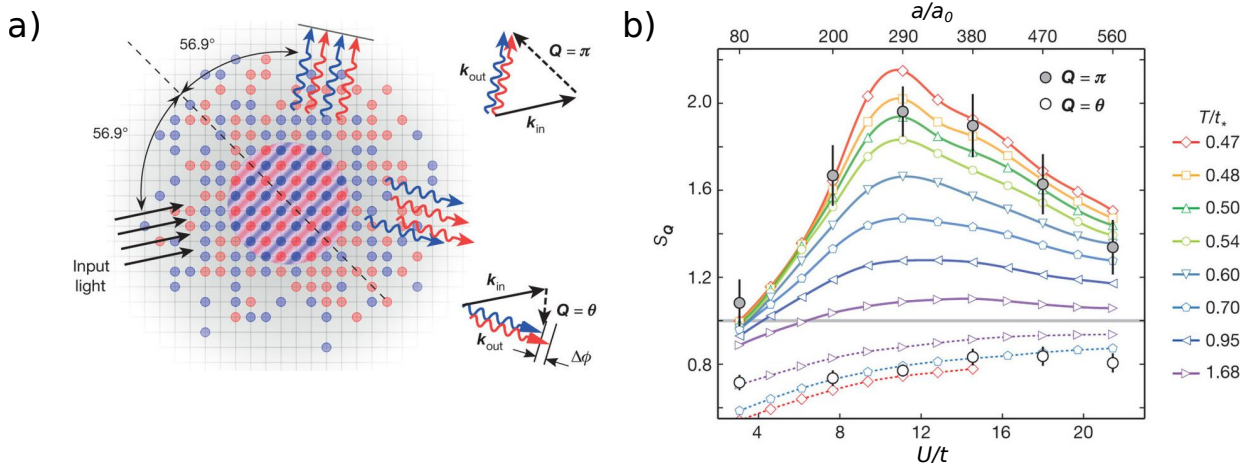 a)
56.9°
56.9°
Input
light
k_out
k_in
Q = π
k_in
Q = θ
k_out
Δϕ
b)
a/a₀
80 200 290 380 470 560
Q = π
Q = θ
2.0
1.6
1.2
0.8
S_Q
4 8 12 16 20
U/t
T/t*
0.47
0.48
0.50
0.54
0.60
0.70
0.95
1.68